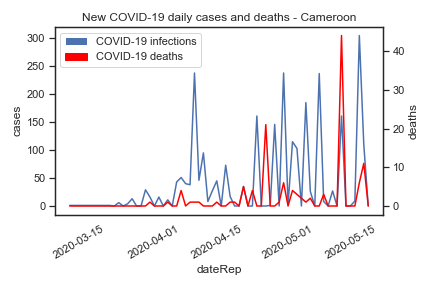 New COVID-19 daily cases and deaths - Cameroon
COVID-19 infections
COVID-19 deaths
cases
300
250
200
150
100
50
0
deaths
40
30
20
10
0
2020-03-15
2020-04-01
2020-04-15
2020-05-01
2020-05-15
dateRep